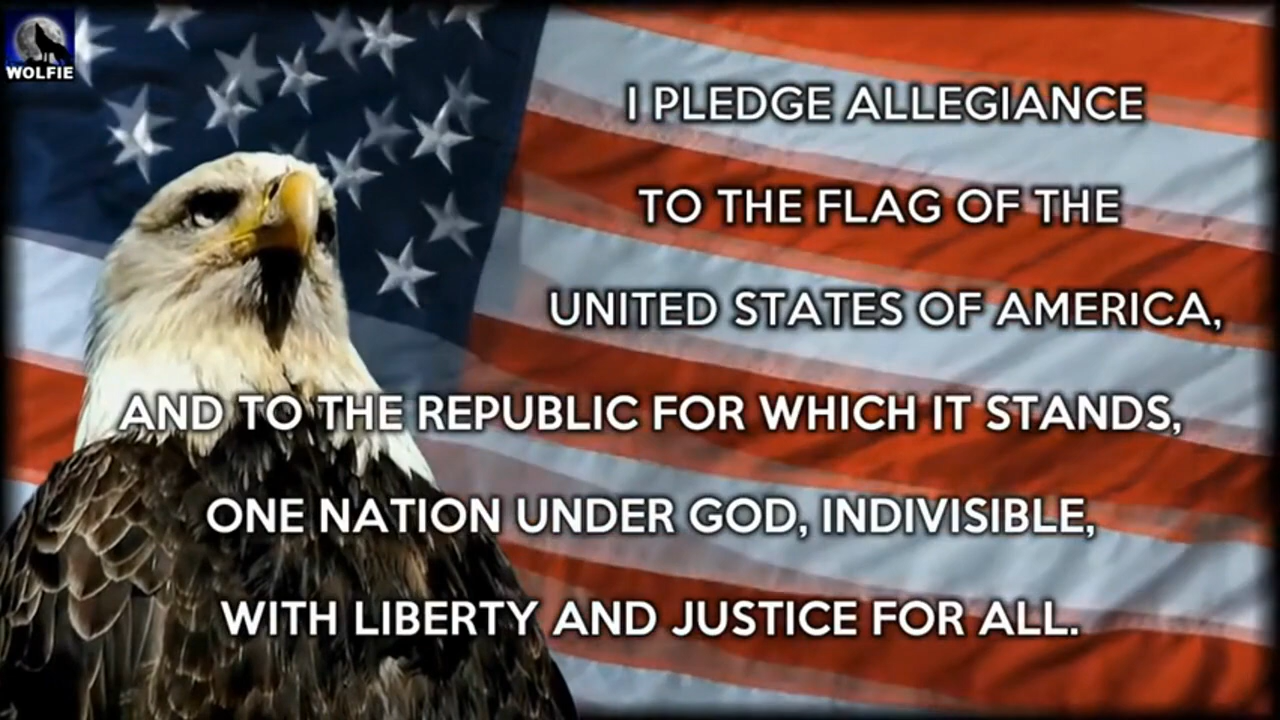 WOLFIE
I PLEDGE ALLEGIANCE
TO THE FLAG OF THE
UNITED STATES OF AMERICA,
AND TO THE REPUBLIC FOR WHICH IT STANDS,
ONE NATION UNDER GOD, INDIVISIBLE,
WITH LIBERTY AND JUSTICE FOR ALL.